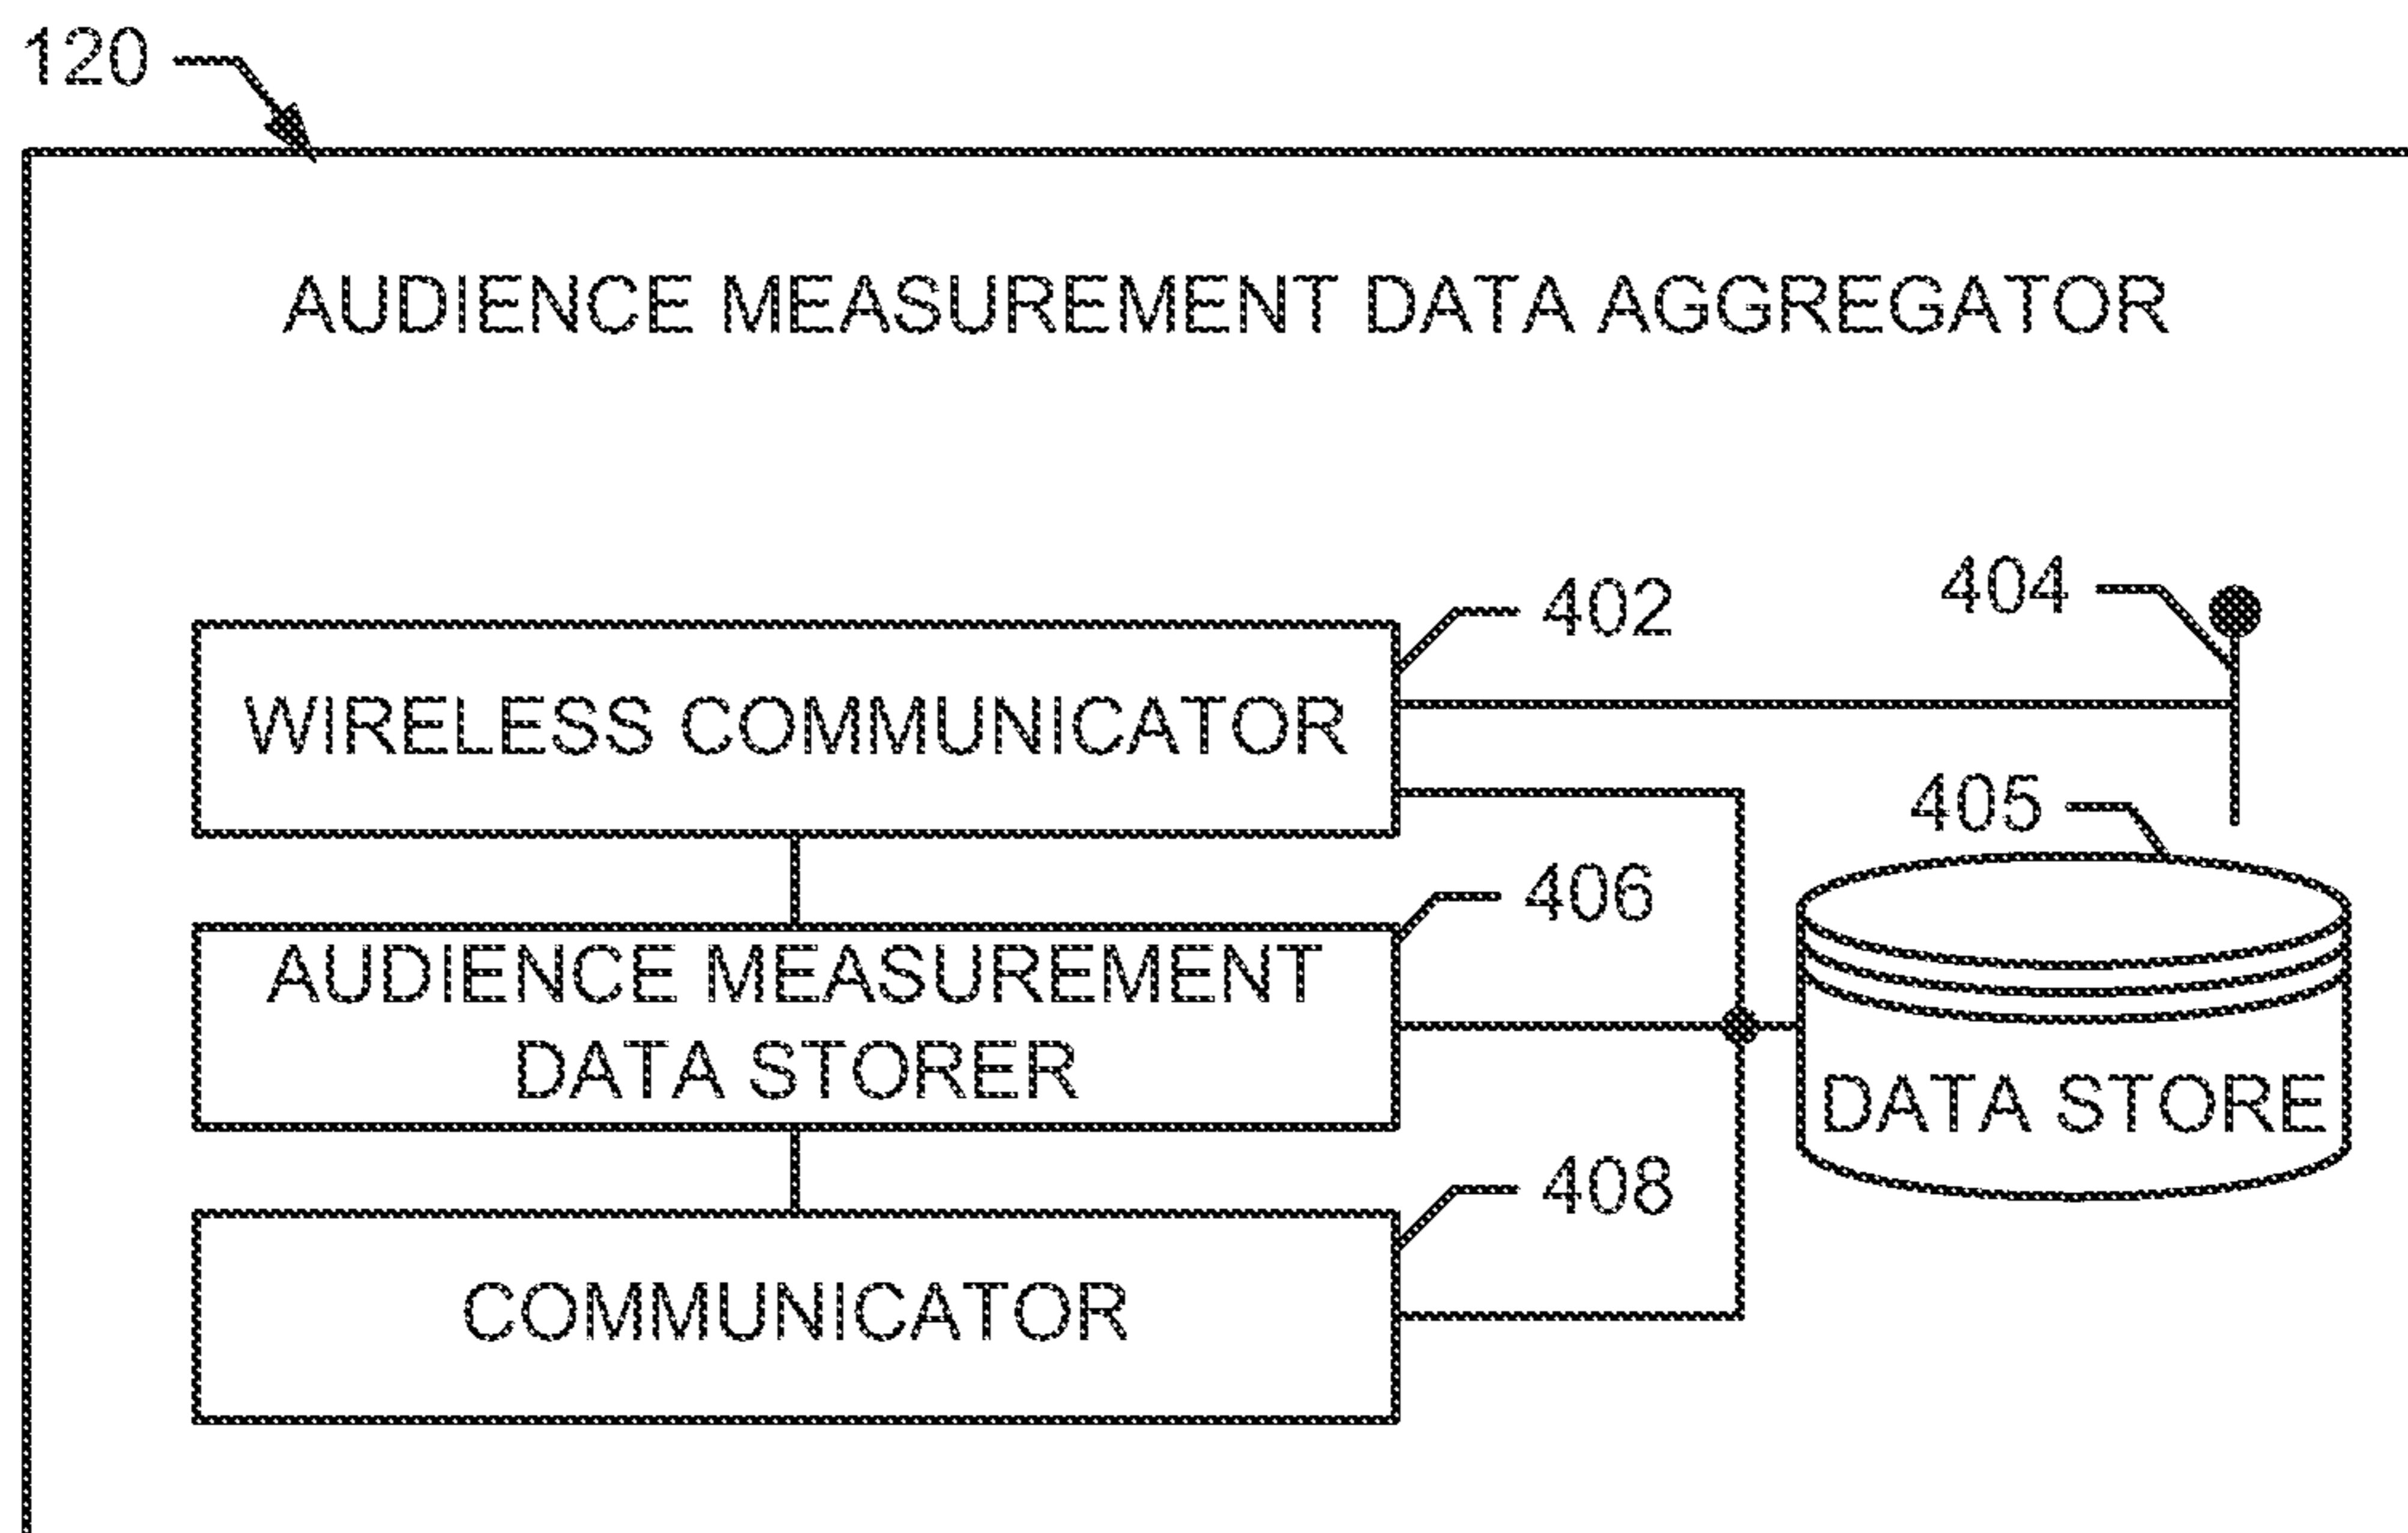 120
AUDIENCE MEASUREMENT DATA AGGREGATOR
402
404
WIRELESS COMMUNICATOR
405
406
AUDIENCE MEASUREMENT
DATA STORER
DATA STORE
408
COMMUNICATOR